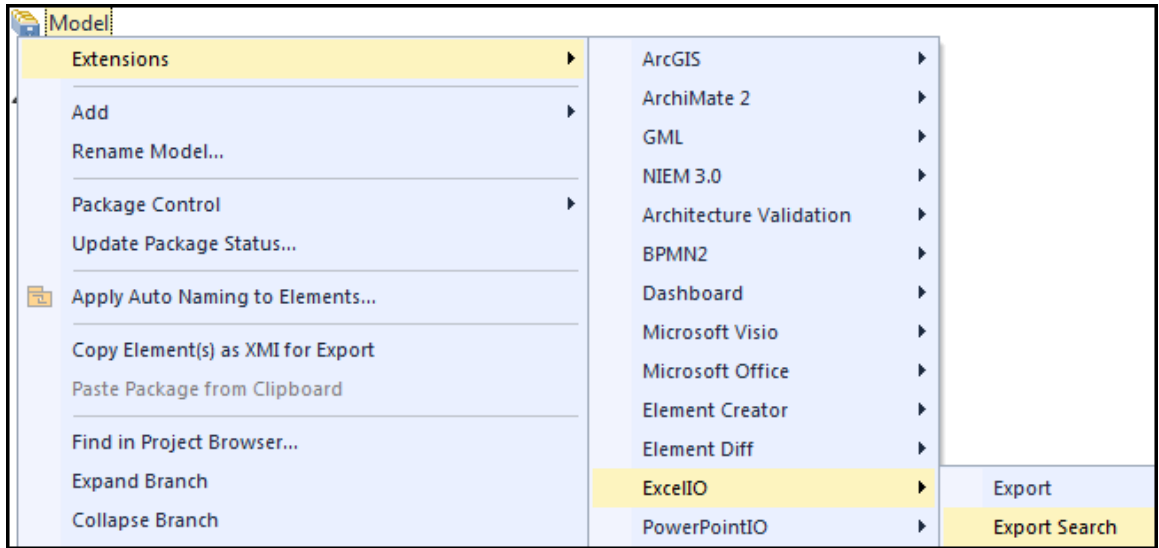 Model
Extensions
Add
Rename Model...
Package Control
Update Package Status...
Apply Auto Naming to Elements...
Copy Element(s) as XMI for Export
Paste Package from Clipboard
Find in Project Browser...
Expand Branch
Collapse Branch
ArcGIS
ArchiMate 2
GML
NIEM 3.0
Architecture Validation
BPMN2
Dashboard
Microsoft Visio
Microsoft Office
Element Creator
Element Diff
ExcelIO
PowerPointIO
Export
Export Search